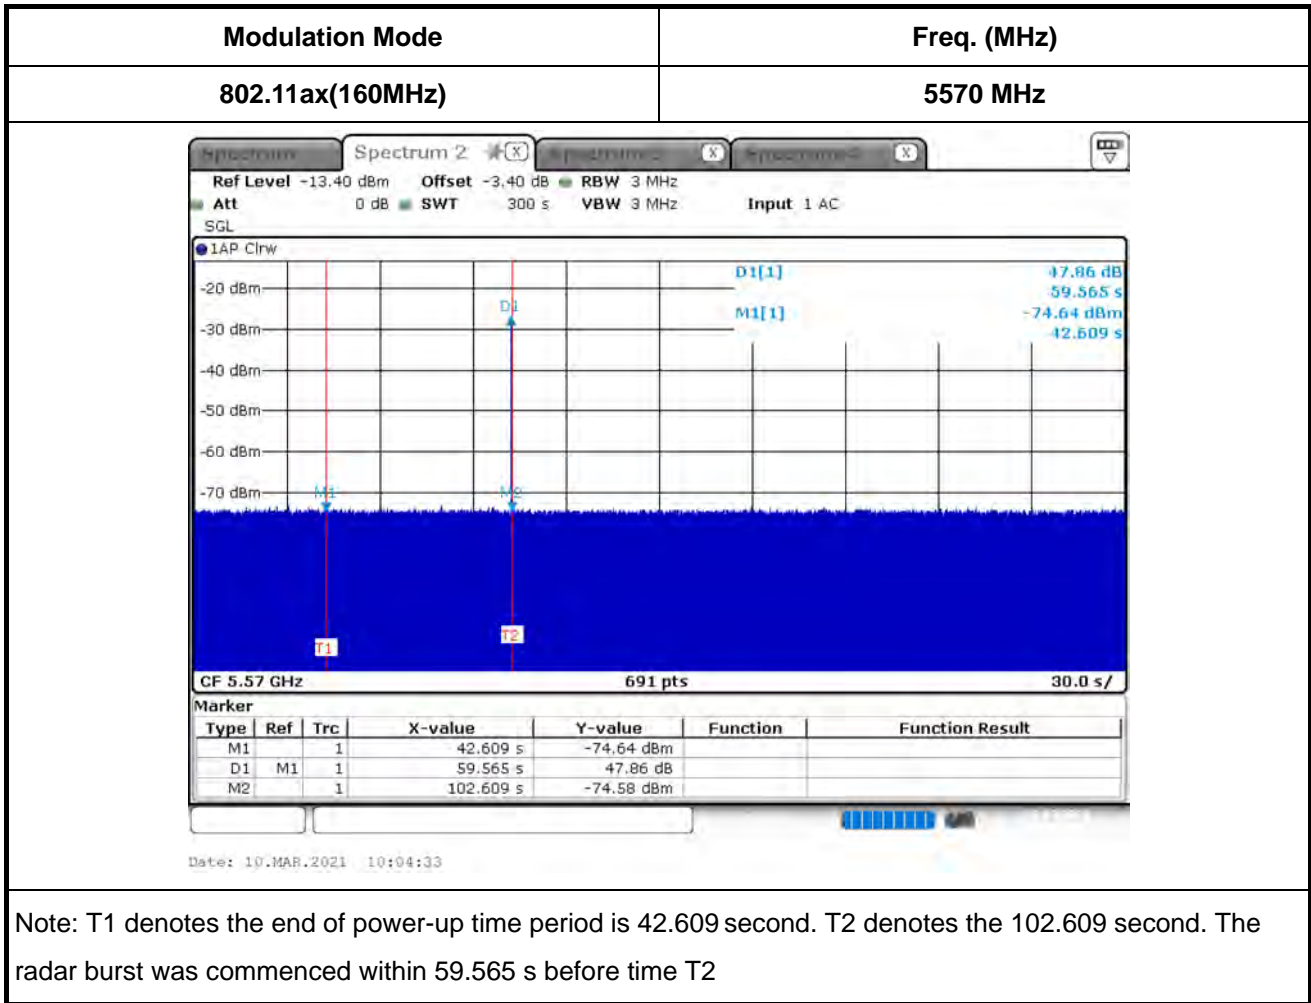 Modulation Mode Freq. (MHz)
802.11ax(160MHz) 5570 MHz
Spectrum Spectrum 2
Ref Level -13.40 dBm Offset -3.40 dB RBW 3 MHz
Att 0 dB SWT 300 s VBW 3 MHz Input 1 AC
SGL
1AP Clrw
D1[1] 47.86 dB
-20 dBm 59.565 s
D1 M1[1] -74.64 dBm
-30 dBm 42.609 s
-40 dBm
-50 dBm
-60 dBm
-70 dBm M1 M2
T1 T2
CF 5.57 GHz 691 pts 30.0 s/
Marker
Type Ref Trc X-value Y-value Function Function Result
M1 1 42.609 s -74.64 dBm
D1 M1 1 59.565 s 47.86 dB
M2 1 102.609 s -74.58 dBm
Date: 10.MAR.2021 10:04:33
Note: T1 denotes the end of power-up time period is 42.609 second. T2 denotes the 102.609 second. The
radar burst was commenced within 59.565 s before time T2